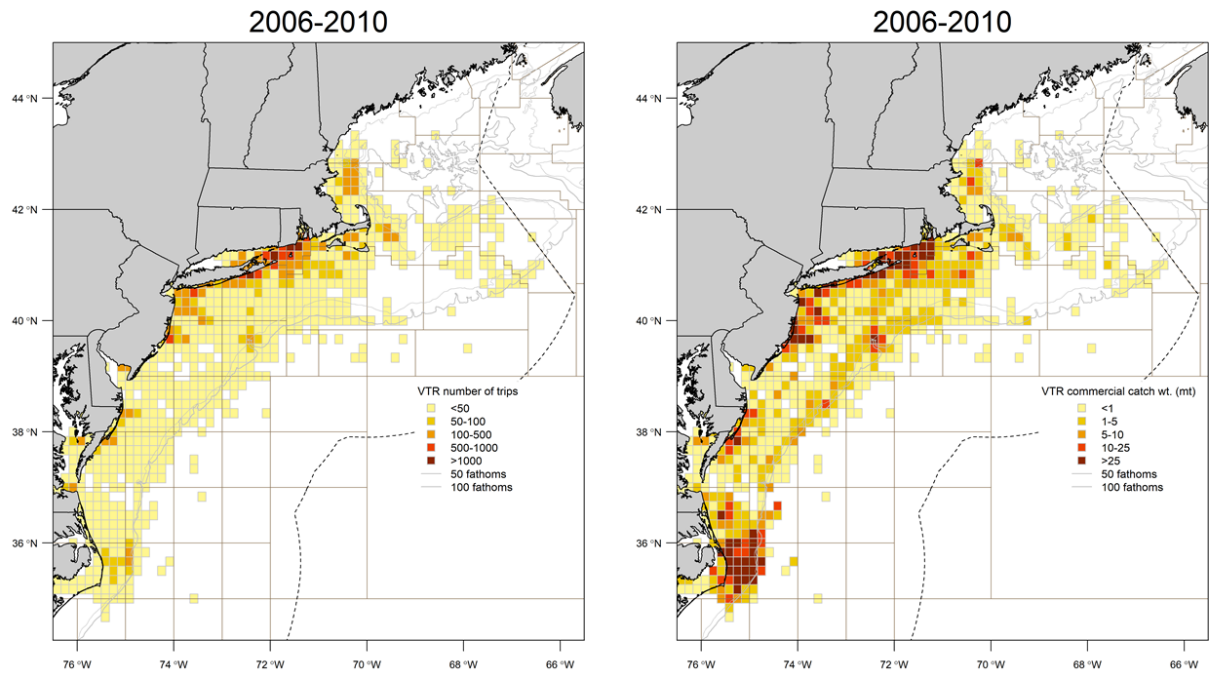 2006-2010
44 °N
42 °N
40 °N
38 °N
36 °N
76 °W
74 °W
72 °W
70 °W
68 °W
66 °W
VTR number of trips
<50
50-100
100-500
500-1000
>1000
50 fathoms
100 fathoms
2006-2010
44 °N
42 °N
40 °N
38 °N
36 °N
76 °W
74 °W
72 °W
70 °W
68 °W
66 °W
VTR commercial catch wt. (mt)
<1
1-5
5-10
10-25
>25
50 fathoms
100 fathoms